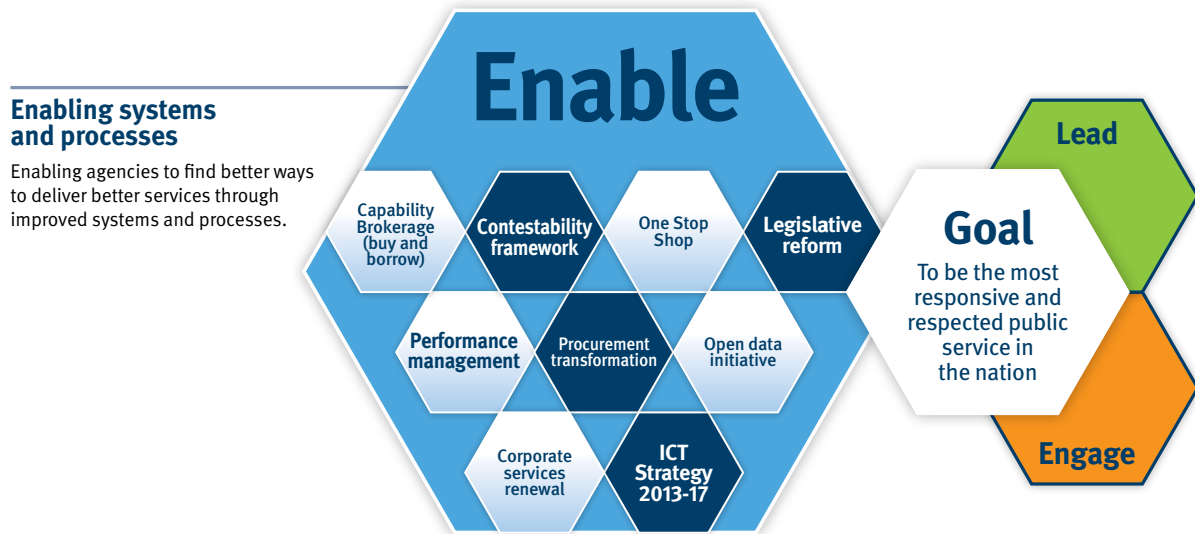 Enable
Enabling systems
and processes
Enabling agencies to find better ways
to deliver better services through
improved systems and processes.
Capability
Brokerage
(buy and
borrow)
Contestability
framework
One Stop
Shop
Legislative
reform
Performance
management
Procurement
transformation
Open data
initiative
Corporate
services
renewal
ICT
Strategy
2013-17
Lead
Goal
To be the most
responsive and
respected public
service in
the nation
Engage